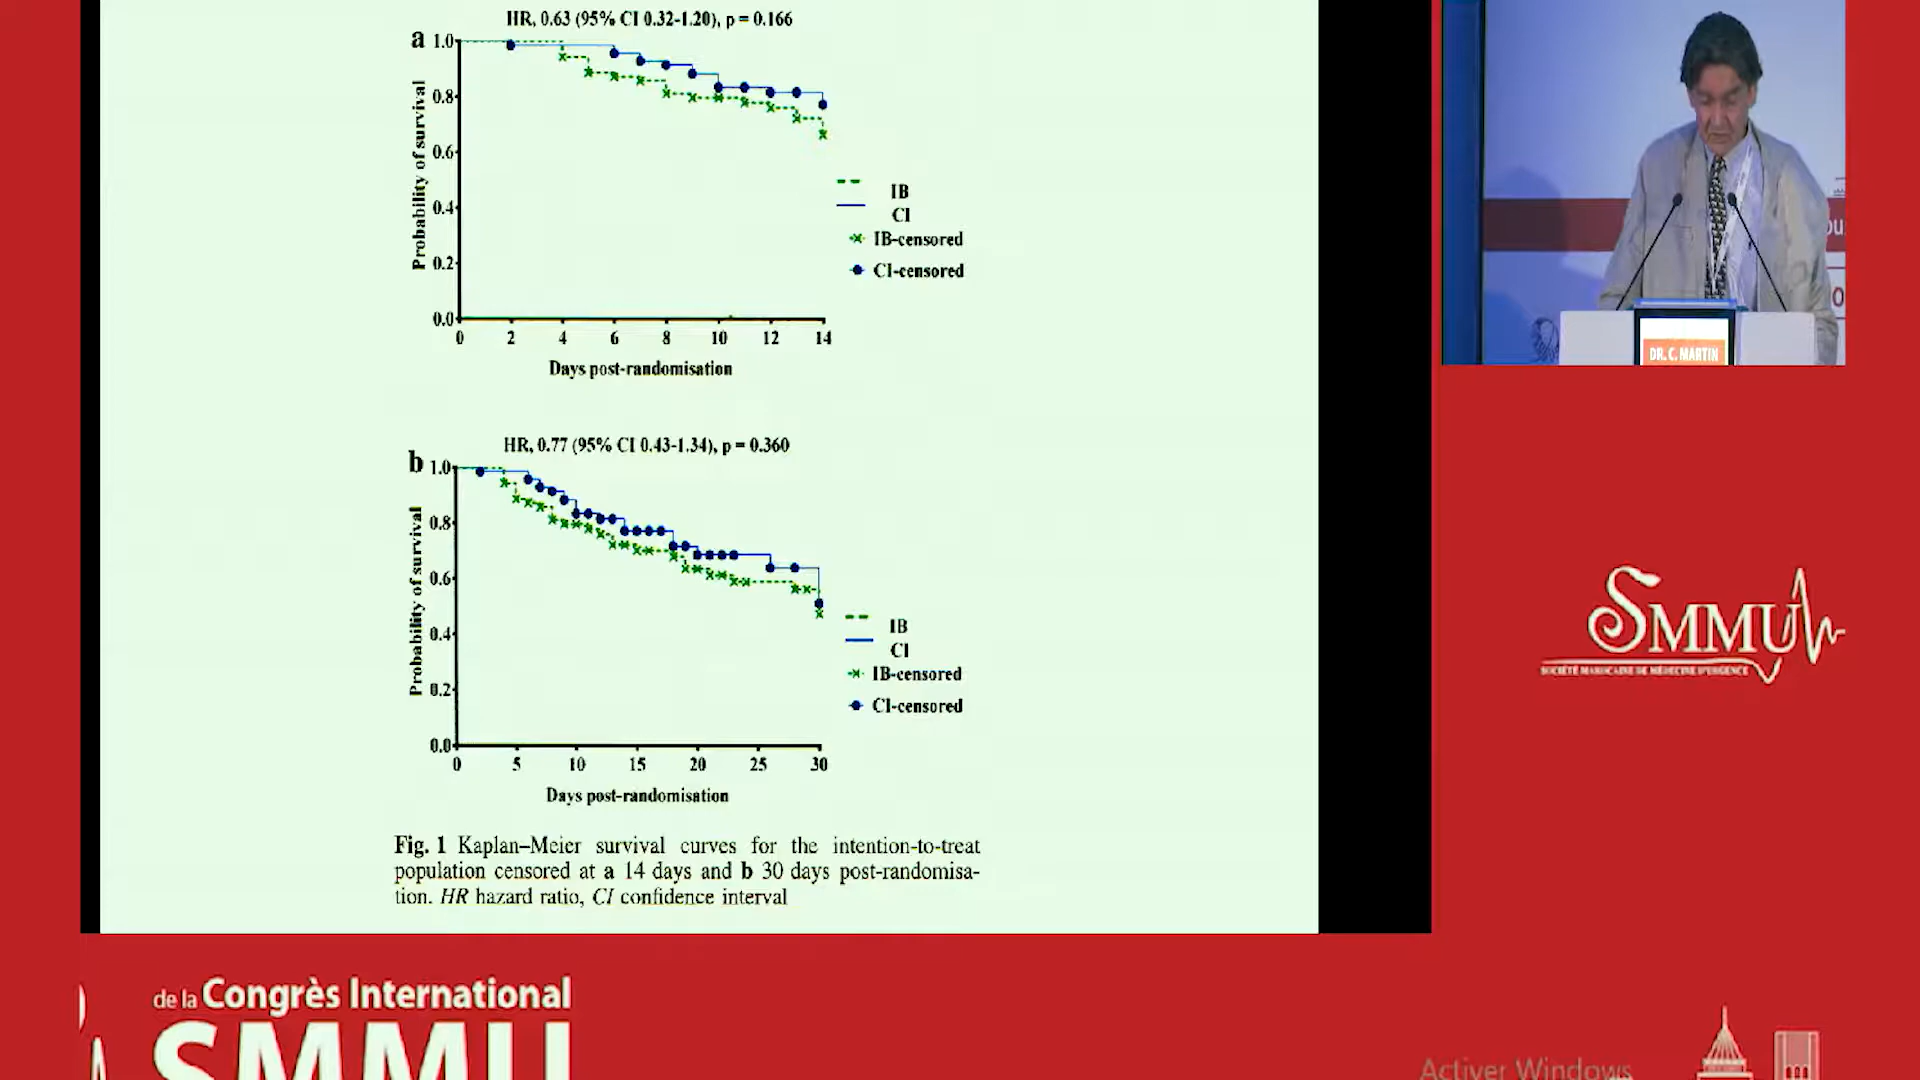 HR, 0.63 (95% CI 0.32-1.20), p = 0.166
a
1.0
0.8
0.6
0.4
0.2
0.0
Probability of survival
0 2 4 6 8 10 12 14
Days post-randomisation
IB
CI
IB-censored
CI-censored
HR, 0.77 (95% CI 0.43-1.34), p = 0.360
b
1.0
0.8
0.6
0.4
0.2
0.0
Probability of survival
0 5 10 15 20 25 30
Days post-randomisation
IB
CI
IB-censored
CI-censored
Fig. 1 Kaplan–Meier survival curves for the intention-to-treat
population censored at a 14 days and b 30 days post-randomisa-
tion. HR hazard ratio, CI confidence interval
DR. C. MARTIN
SMMU
SOCIÉTÉ MAROCAINE DE MÉDECINE D'URGENCE
de la Congrès International
SMMU
Activer Windows